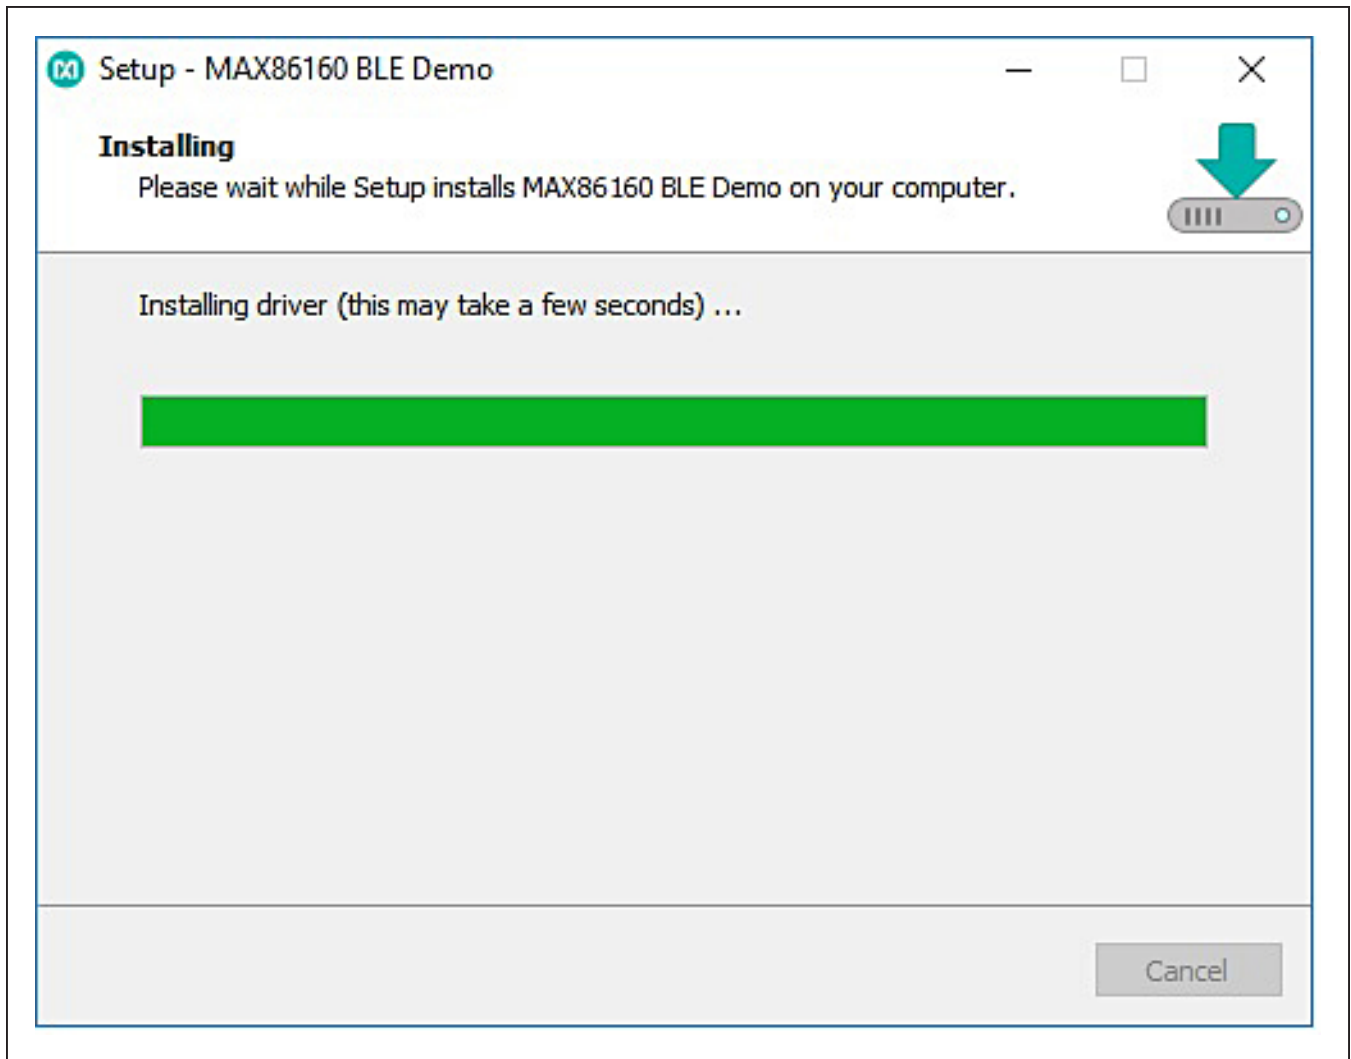 Setup - MAX86160 BLE Demo
Installing
Please wait while Setup installs MAX86160 BLE Demo on your computer.
Installing driver (this may take a few seconds) ...
Cancel